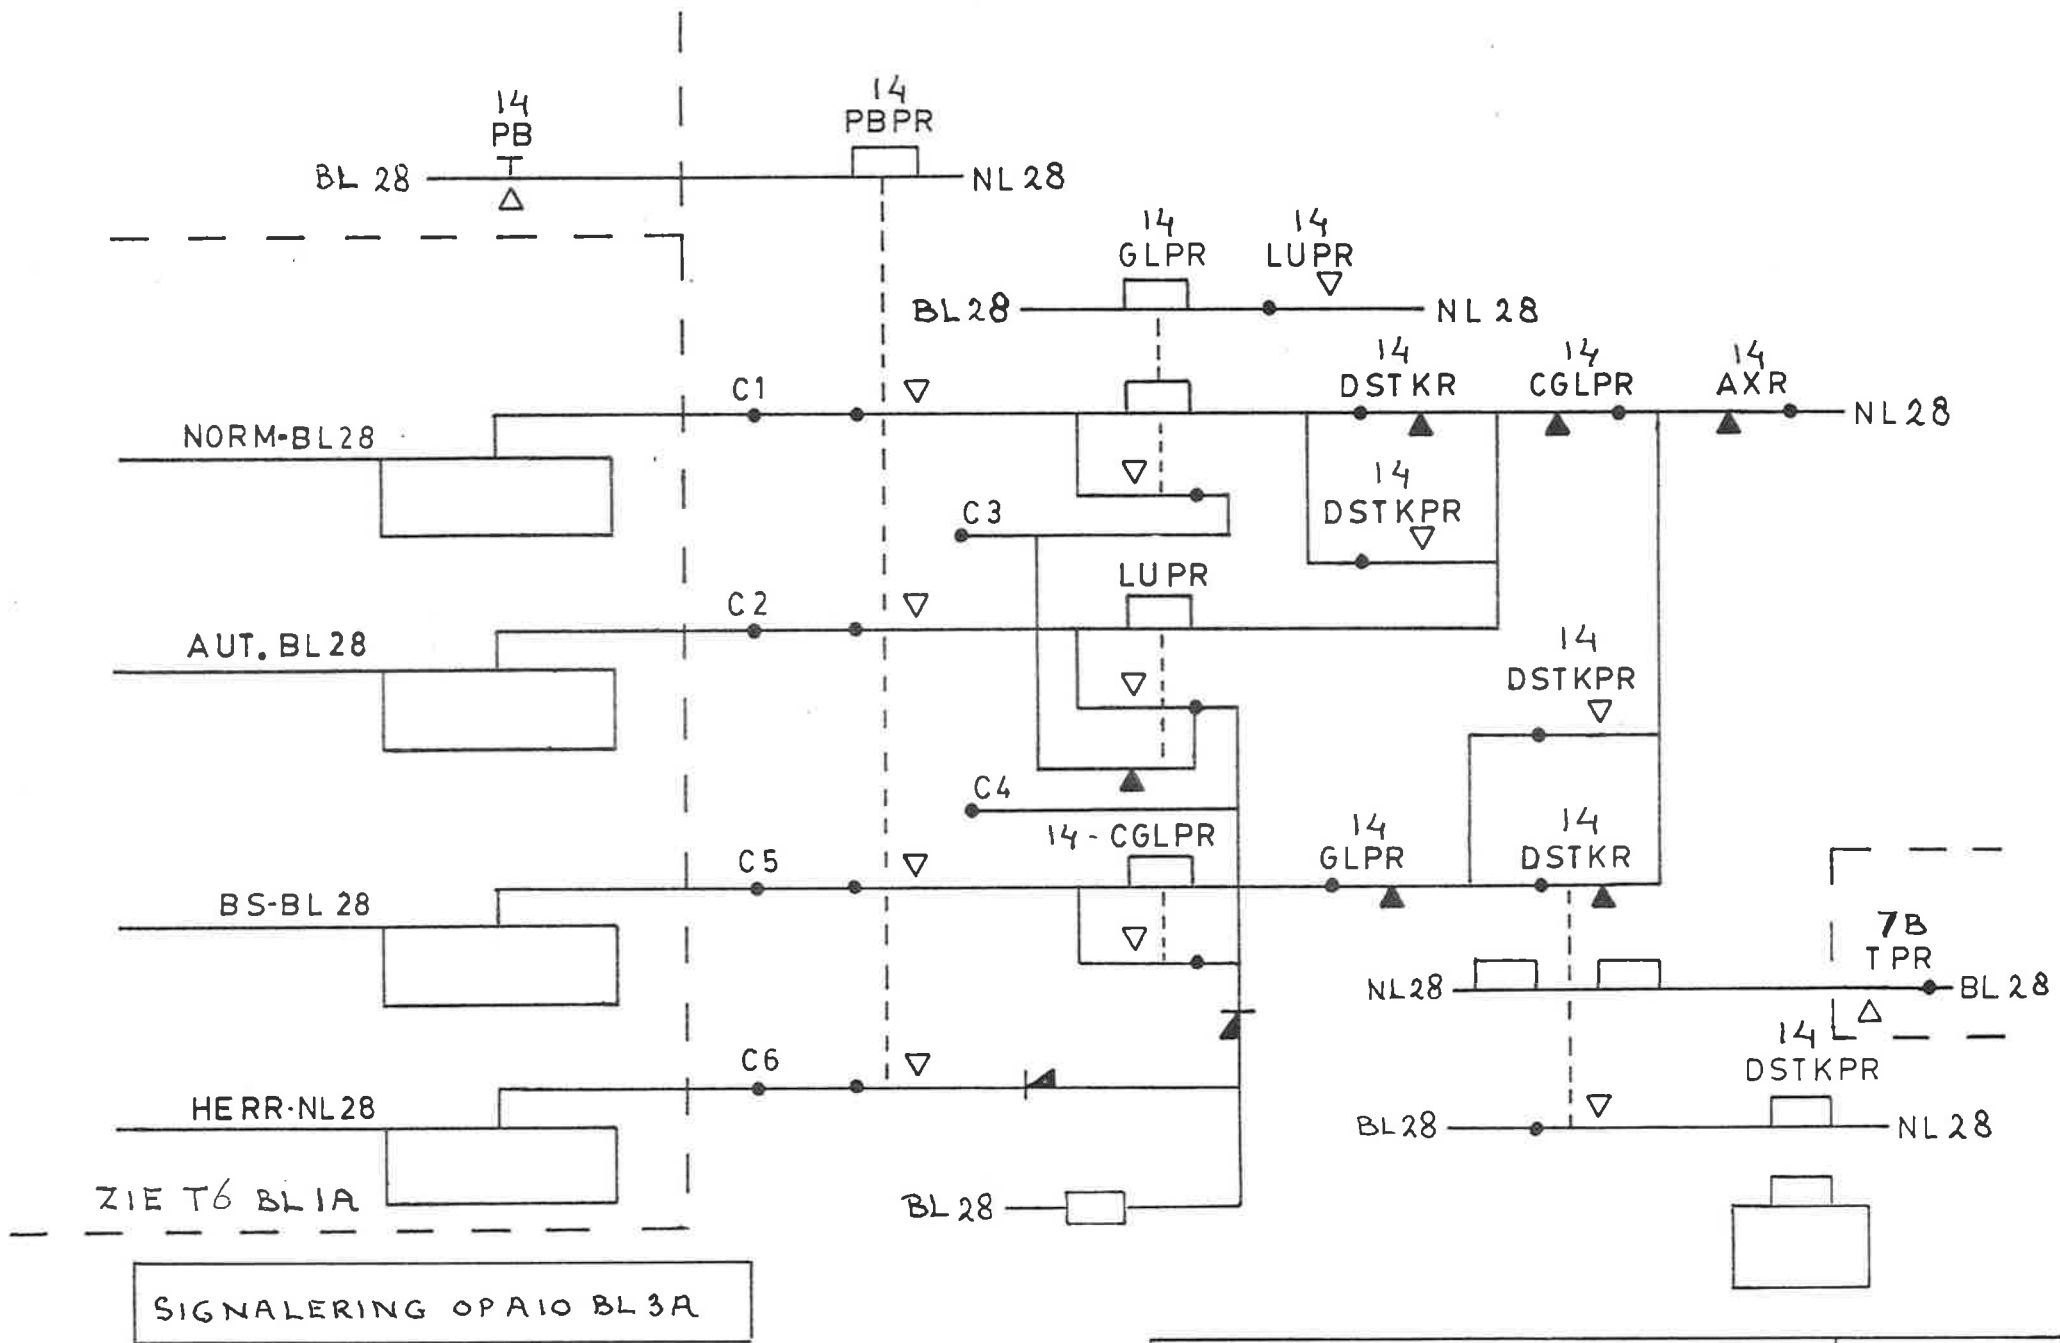 14
PB
14
PBPR
BL 28
NL 28
14
GLPR
14
LUPR
BL28
NL 28
14
DSTKR
14
CGLPR
14
AXR
C1
NL28
NORM-BL28
14
DSTKPR
C3
LUPR
C2
AUT. BL28
14
DSTKPR
C4
14 - CGLPR
14
GLPR
14
DSTKR
C5
BS-BL 28
7B
TPR
NL28
BL 28
14
DSTKPR
C6
HERR-NL28
BL28
NL28
ZIE T6 BL1A
BL 28
SIGNALERING OP A10 BL3A